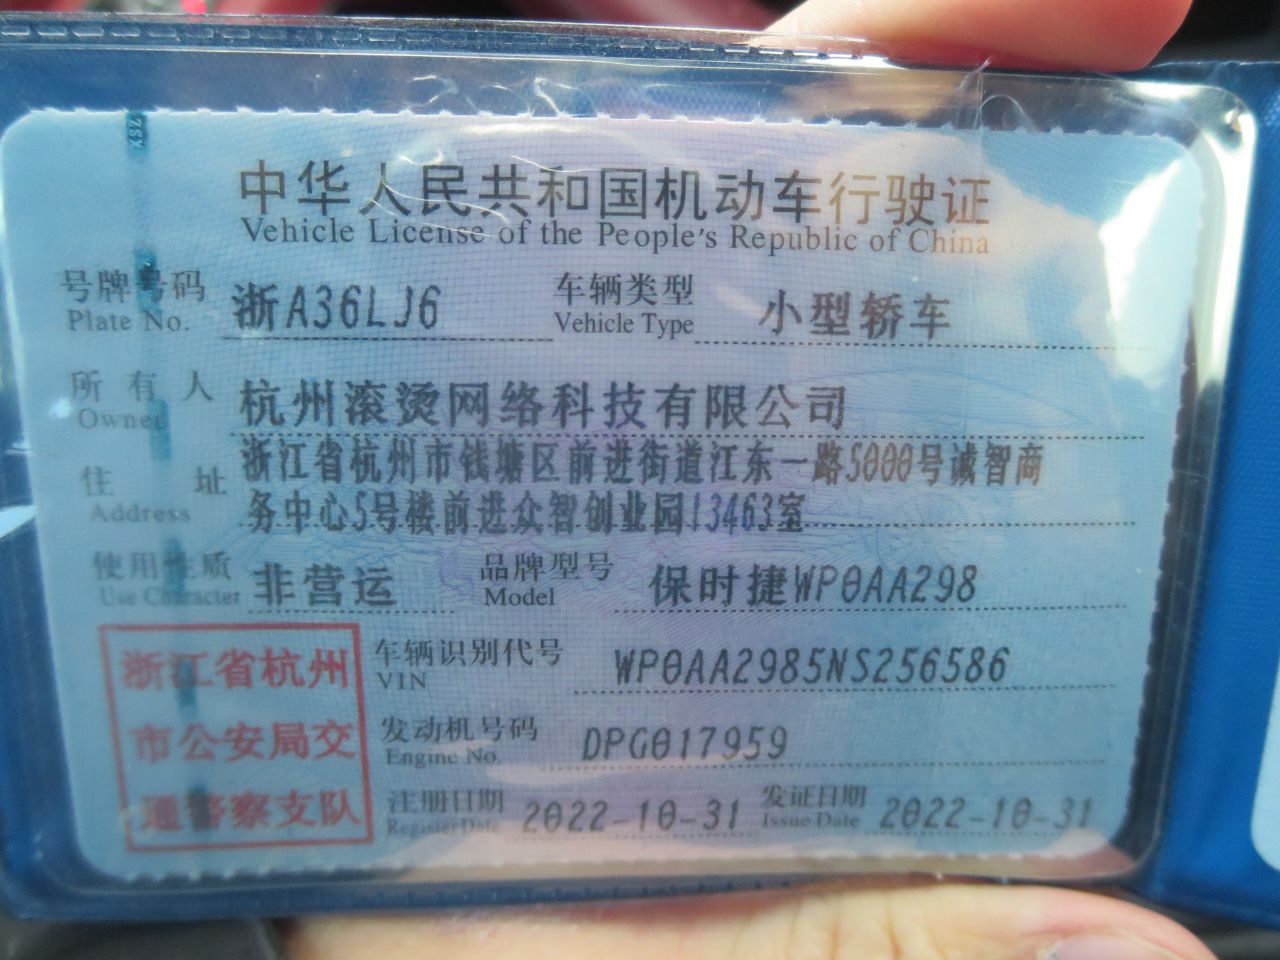 中华人民共和国机动车行驶证
Vehicle License of the People's Republic of China
号牌号码 浙A36LJ6 车辆类型 小型轿车
Plate No. Vehicle Type
所有人 杭州滚烫网络科技有限公司
Owner
住址 浙江省杭州市钱塘区前进街道江东一路5000号诚智商
Address 务中心5号楼前进众智创业园13463室
使用性质 非营运 品牌型号 保时捷WP0AA298
Use Character Model
浙江省杭州 车辆识别代号 WP0AA2985NS256586
VIN
市公安局交 发动机号码 DPG017959
Engine No.
通警察支队 注册日期 2022-10-31 发证日期 2022-10-31
Register Date Issue Date